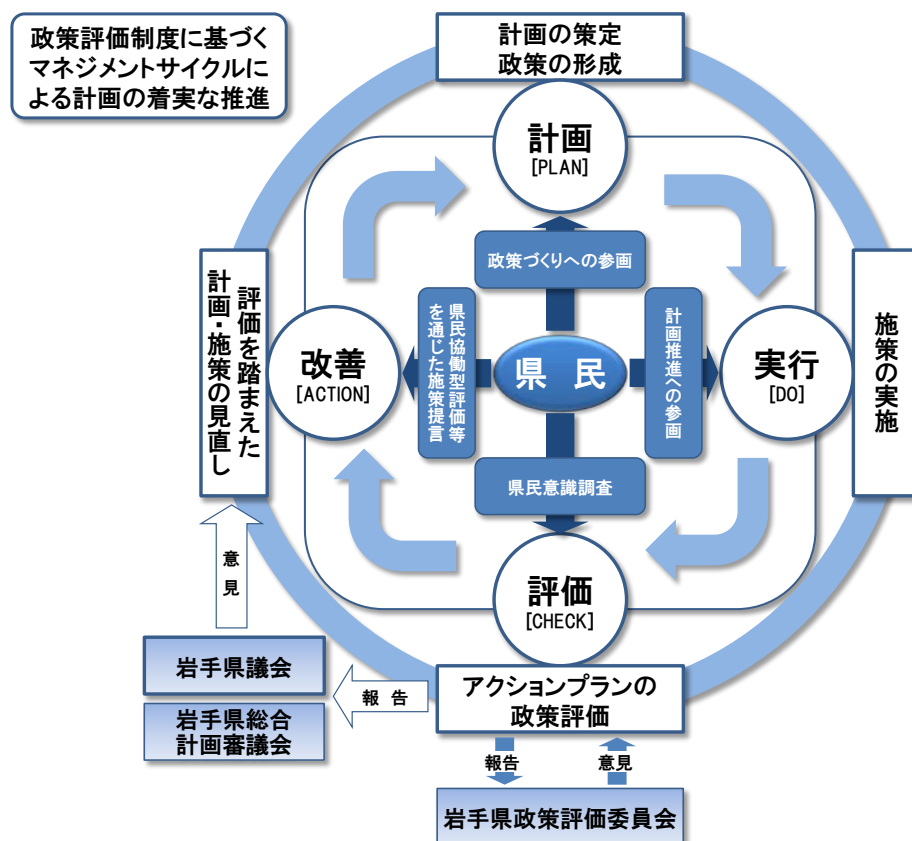 政策評価制度に基づく
マネジメントサイクルに
よる計画の着実な推進
計画の策定
政策の形成
計画
[PLAN]
政策づくりへの参画
評価を踏まえた
計画・施策の見直し
改善
[ACTION]
県民協働型評価等
を通じた施策提言
県 民
計画推進への参画
実行
[DO]
施策の実施
県民意識調査
評価
[CHECK]
意見
岩手県議会
岩手県総合
計画審議会
報 告
アクションプランの
政策評価
報告
意見
岩手県政策評価委員会